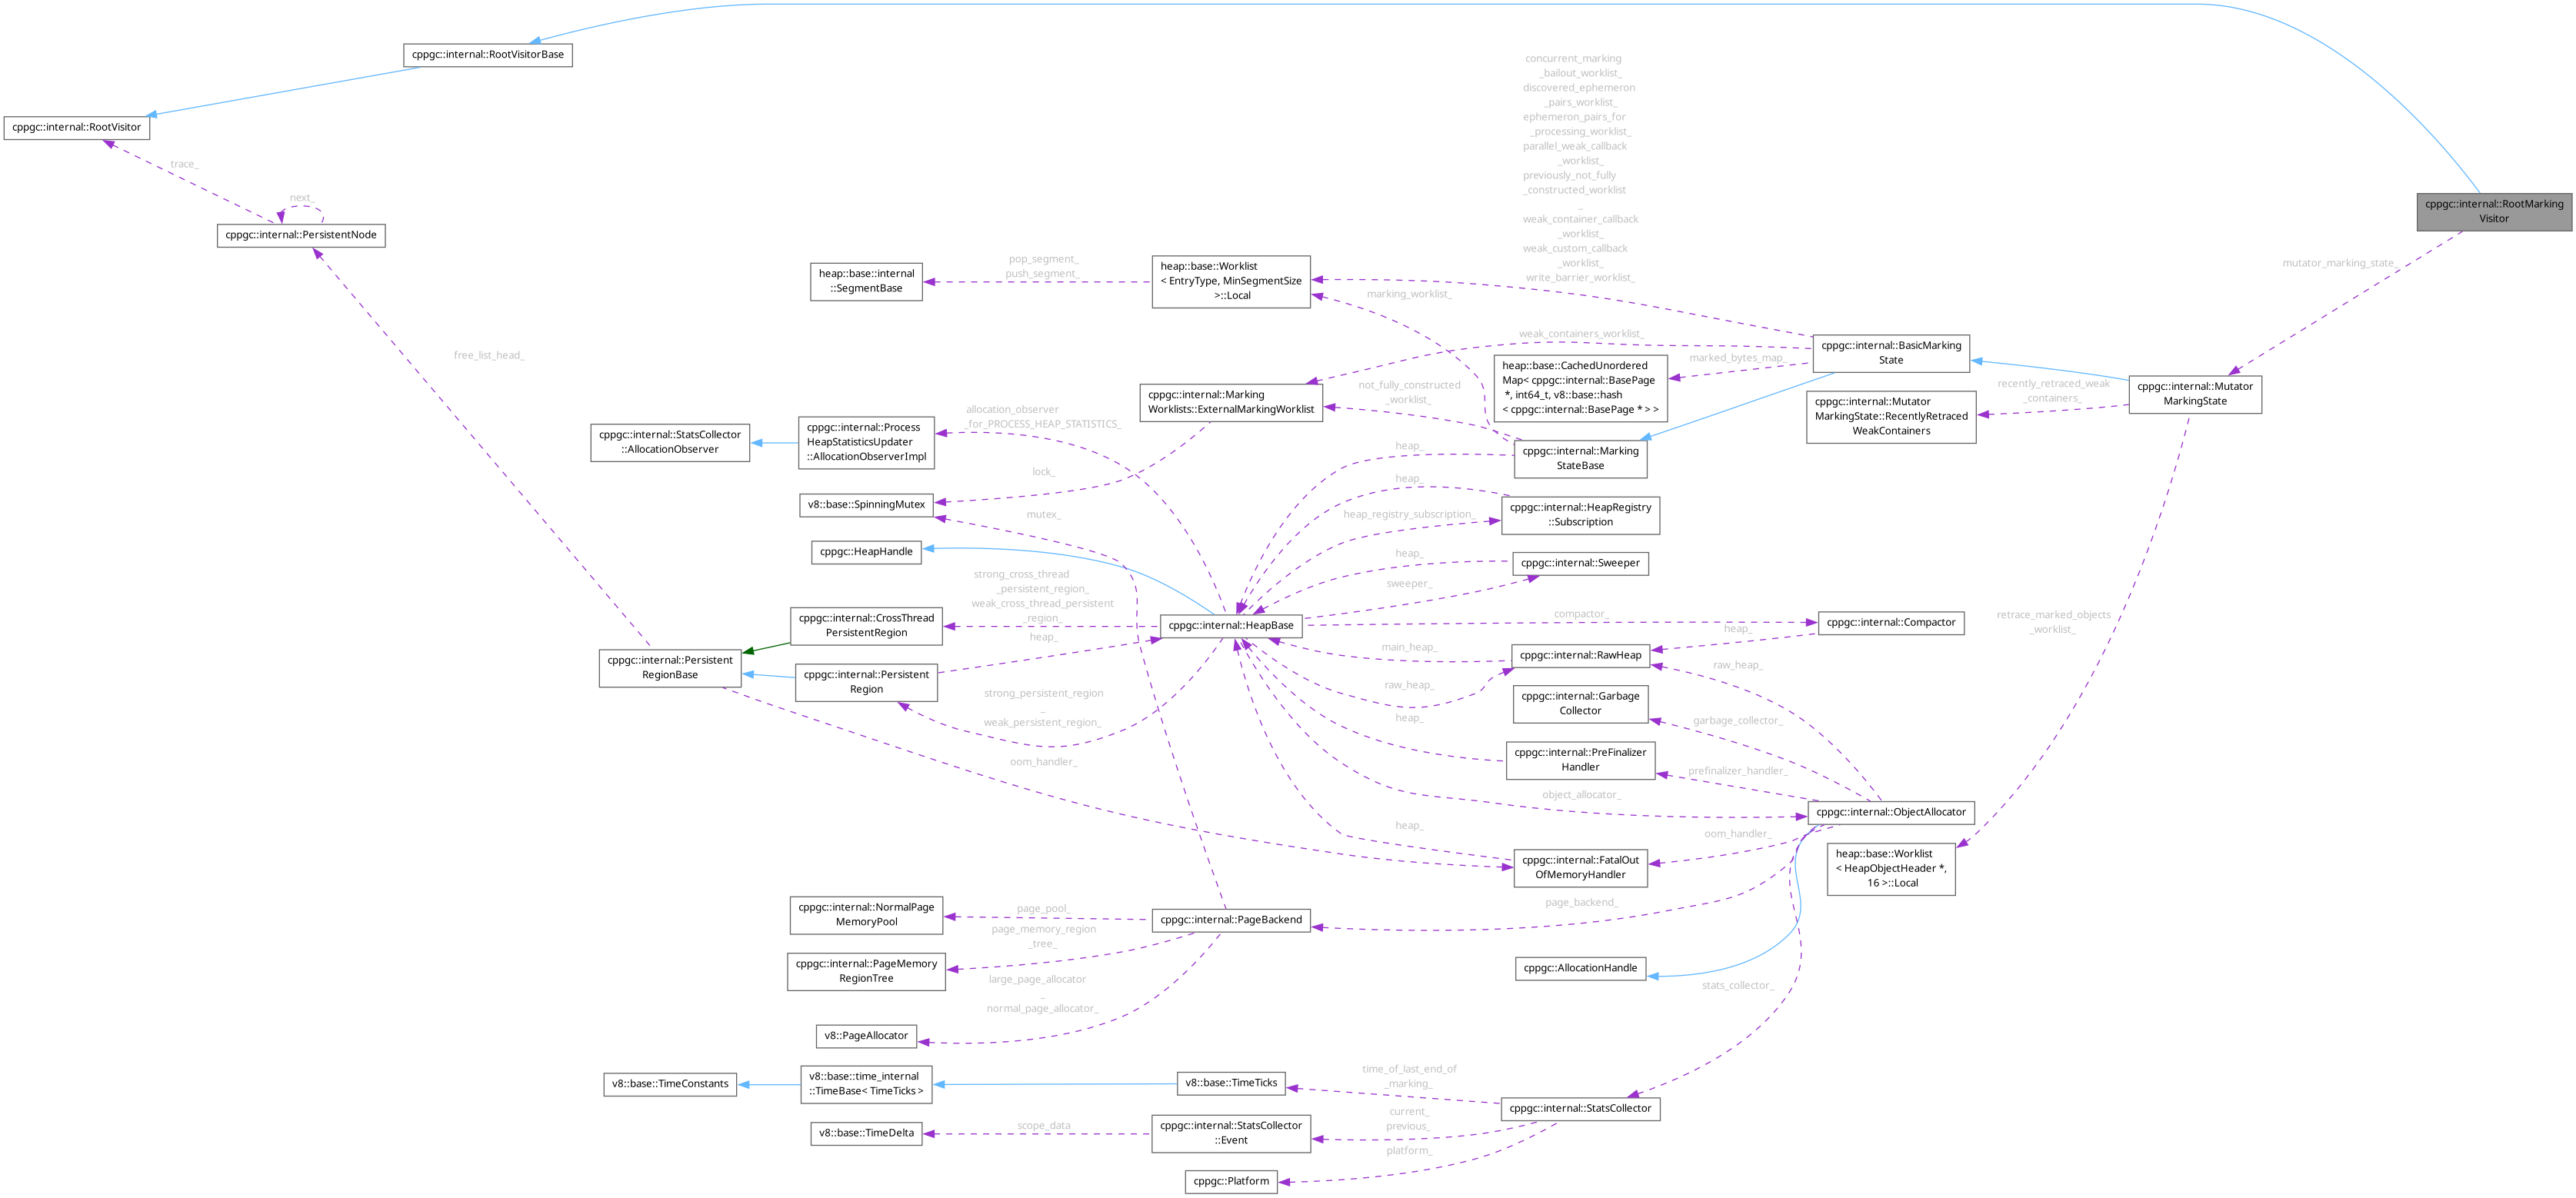 cppgc::internal::RootVisitorBase
cppgc::internal::RootVisitor
trace_
next_
cppgc::internal::PersistentNode
free_list_head_
concurrent_marking
_bailout_worklist_
discovered_ephemeron
_pairs_worklist_
ephemeron_pairs_for
_processing_worklist_
parallel_weak_callback
_worklist_
previously_not_fully
_constructed_worklist
_
weak_container_callback
_worklist_
weak_custom_callback
_worklist_
write_barrier_worklist_
cppgc::internal::RootMarking
Visitor
mutator_marking_state_
heap::base::internal
::SegmentBase
pop_segment_
push_segment_
heap::base::Worklist
< EntryType, MinSegmentSize
>::Local
marking_worklist_
weak_containers_worklist_
cppgc::internal::BasicMarking
State
marked_bytes_map_
heap::base::CachedUnordered
Map< cppgc::internal::BasePage
*, int64_t, v8::base::hash
< cppgc::internal::BasePage * > >
recently_retraced_weak
_containers_
cppgc::internal::Mutator
MarkingState
cppgc::internal::Mutator
MarkingState::RecentlyRetraced
WeakContainers
not_fully_constructed
_worklist_
cppgc::internal::Marking
Worklists::ExternalMarkingWorklist
allocation_observer
_for_PROCESS_HEAP_STATISTICS_
cppgc::internal::StatsCollector
::AllocationObserver
cppgc::internal::Process
HeapStatisticsUpdater
::AllocationObserverImpl
cppgc::internal::Marking
StateBase
heap_
lock_
heap_
v8::base::SpinningMutex
mutex_
heap_registry_subscription_
cppgc::internal::HeapRegistry
::Subscription
cppgc::HeapHandle
heap_
cppgc::internal::Sweeper
sweeper_
strong_cross_thread
_persistent_region_
weak_cross_thread_persistent
_region_
cppgc::internal::CrossThread
PersistentRegion
heap_
cppgc::internal::HeapBase
compactor_
cppgc::internal::Compactor
heap_
retrace_marked_objects
_worklist_
main_heap_
cppgc::internal::RawHeap
raw_heap_
cppgc::internal::Persistent
RegionBase
cppgc::internal::Persistent
Region
strong_persistent_region
_
weak_persistent_region_
raw_heap_
cppgc::internal::Garbage
Collector
garbage_collector_
heap_
cppgc::internal::PreFinalizer
Handler
prefinalizer_handler_
oom_handler_
object_allocator_
cppgc::internal::ObjectAllocator
heap_
oom_handler_
cppgc::internal::FatalOut
OfMemoryHandler
heap::base::Worklist
< HeapObjectHeader *,
16 >::Local
cppgc::internal::NormalPage
MemoryPool
page_pool_
cppgc::internal::PageBackend
page_backend_
page_memory_region
_tree_
cppgc::internal::PageMemory
RegionTree
cppgc::AllocationHandle
large_page_allocator
_
normal_page_allocator_
stats_collector_
v8::PageAllocator
v8::base::TimeConstants
v8::base::time_internal
::TimeBase< TimeTicks >
v8::base::TimeTicks
time_of_last_end_of
_marking_
cppgc::internal::StatsCollector
current_
previous_
v8::base::TimeDelta
scope_data
cppgc::internal::StatsCollector
::Event
platform_
cppgc::Platform